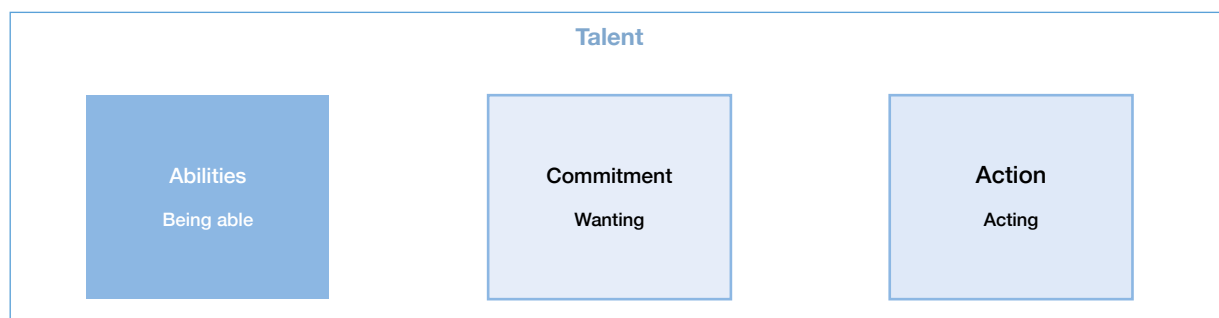 Talent
Abilities
Being able
Commitment
Wanting
Action
Acting